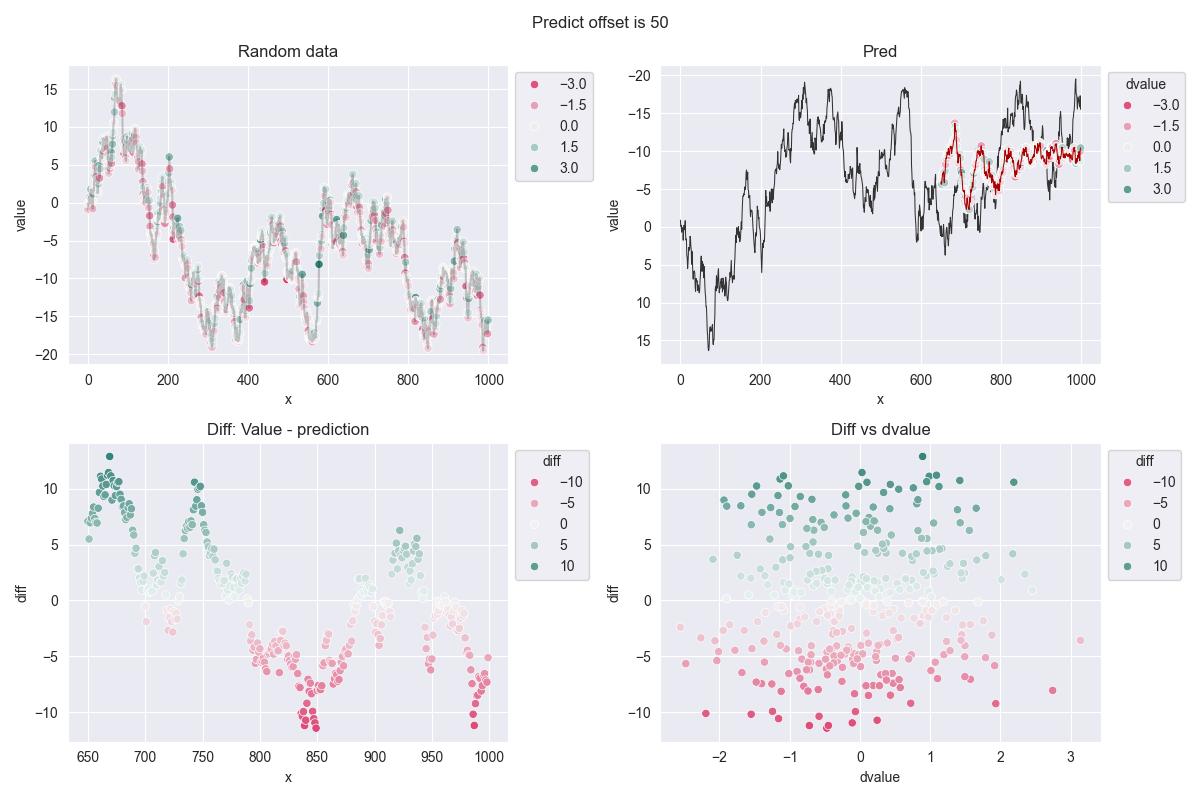 Predict offset is 50
Random data
value
15
10
5
0
−5
−10
−15
−20
0 200 400 600 800 1000
x
−3.0
−1.5
0.0
1.5
3.0
Pred
value
−20
−15
−10
−5
0
5
10
15
0 200 400 600 800 1000
x
dvalue
−3.0
−1.5
0.0
1.5
3.0
Diff: Value - prediction
diff
10
5
0
−5
−10
650 700 750 800 850 900 950 1000
x
diff
−10
−5
0
5
10
Diff vs dvalue
diff
10
5
0
−5
−10
−2 −1 0 1 2 3
dvalue
diff
−10
−5
0
5
10